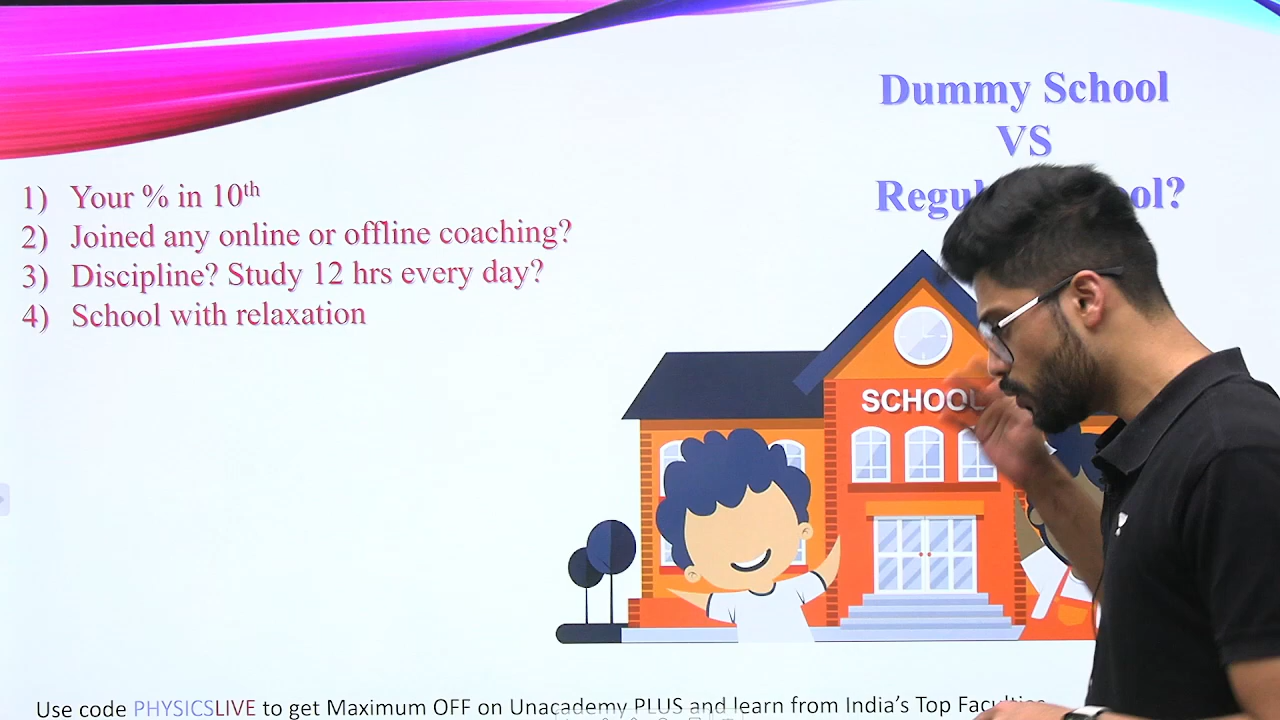 Dummy School
VS
1) Your % in 10th
2) Joined any online or offline coaching?
3) Discipline? Study 12 hrs every day?
4) School with relaxation
SCHOOL
Use code PHYSICSLIVE to get Maximum OFF on Unacademy PLUS and learn from India's Top